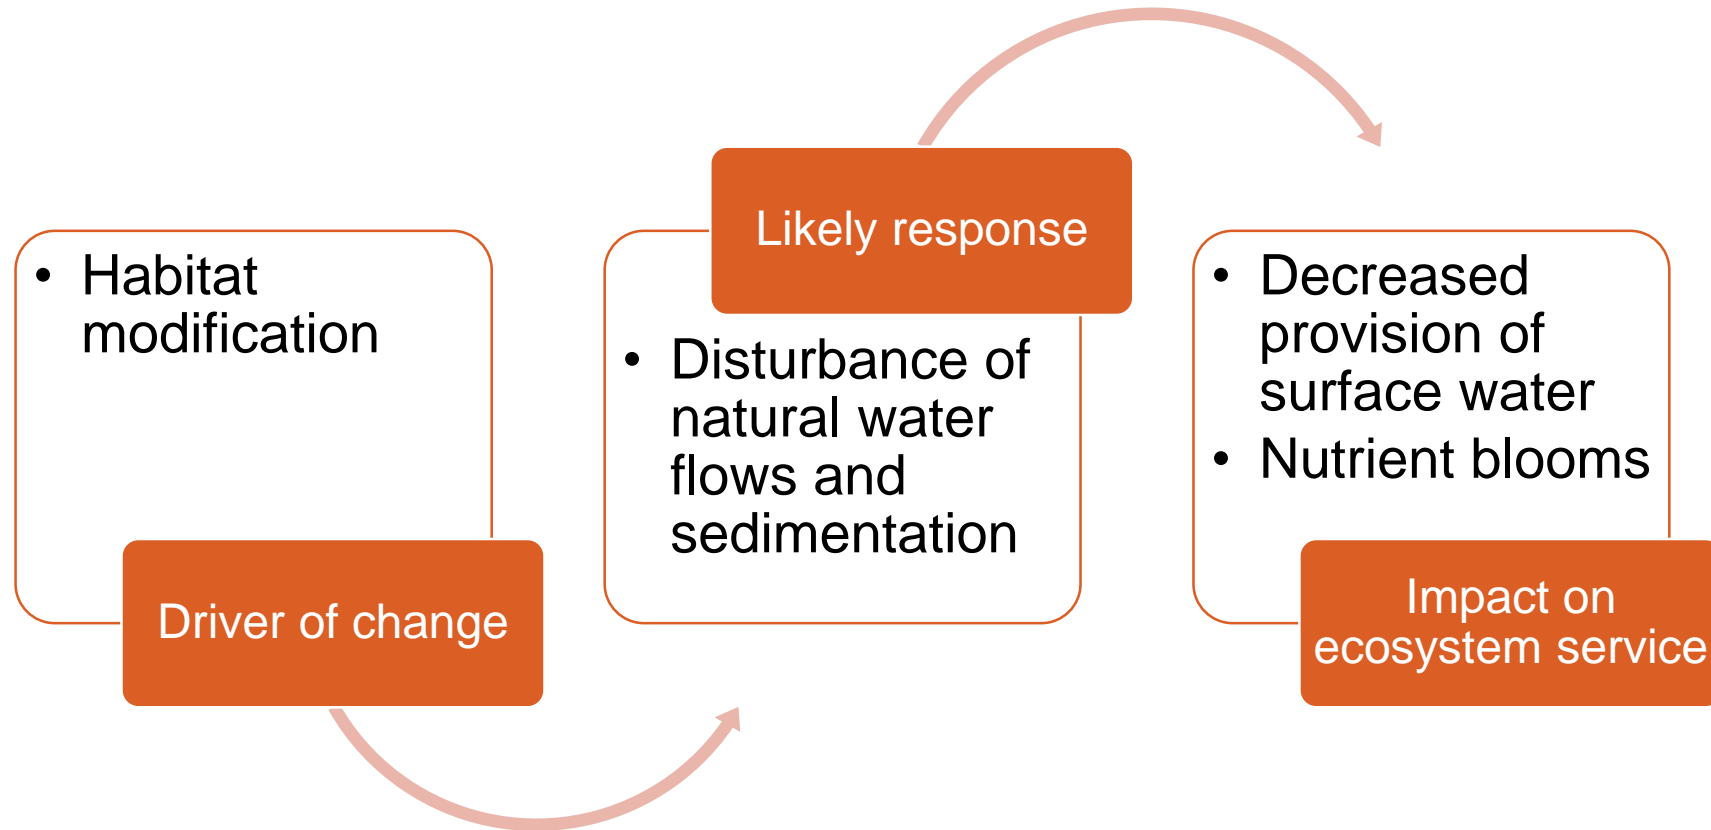 • Habitat
modification
Driver of change
Likely response
• Disturbance of
natural water
flows and
sedimentation
• Decreased
provision of
surface water
• Nutrient blooms
Impact on
ecosystem service